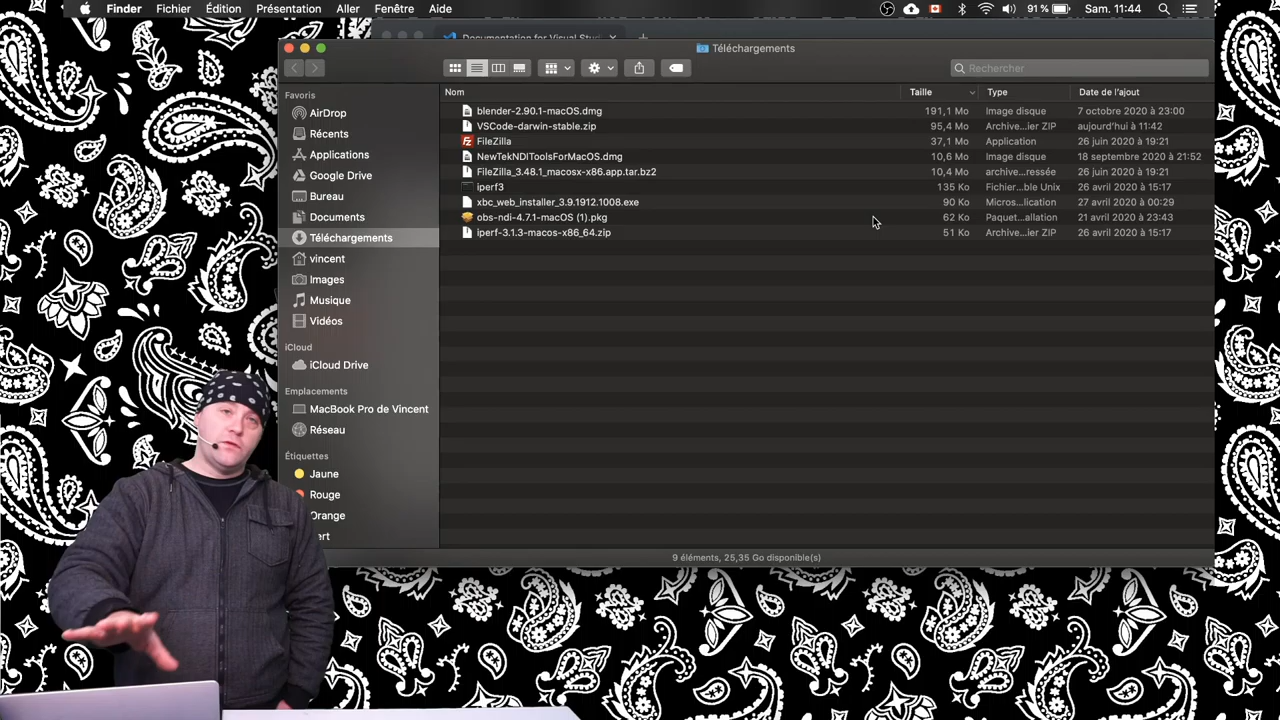 Finder Fichier Édition Présentation Aller Fenêtre Aide 91 % Sam. 11:44
Documentation for Visual Stud
Téléchargements
Rechercher
Favoris
AirDrop
Récents
Applications
Google Drive
Bureau
Documents
Téléchargements
vincent
Images
Musique
Vidéos
iCloud
iCloud Drive
Emplacements
MacBook Pro de Vincent
Réseau
Étiquettes
Jaune
Rouge
Orange
ert
Nom Taille Type Date de l’ajout
blender-2.90.1-macOS.dmg 191,1 Mo Image disque 7 octobre 2020 à 23:00
VSCode-darwin-stable.zip 95,4 Mo Archive...ier ZIP aujourd’hui à 11:42
FileZilla 37,1 Mo Application 26 juin 2020 à 19:21
NewTekNDIToolsForMacOS.dmg 10,6 Mo Image disque 18 septembre 2020 à 21:52
FileZilla_3.48.1_macosx-x86.app.tar.bz2 10,4 Mo archive...ressée 26 juin 2020 à 19:21
iperf3 135 Ko Fichier...ble Unix 26 avril 2020 à 15:17
xbc_web_installer_3.9.1912.1008.exe 90 Ko Micros...lication 27 avril 2020 à 00:29
obs-ndi-4.7.1-macOS (1).pkg 62 Ko Paquet...allation 21 avril 2020 à 23:43
iperf-3.1.3-macos-x86_64.zip 51 Ko Archive...ier ZIP 26 avril 2020 à 15:17
9 éléments, 25,35 Go disponible(s)